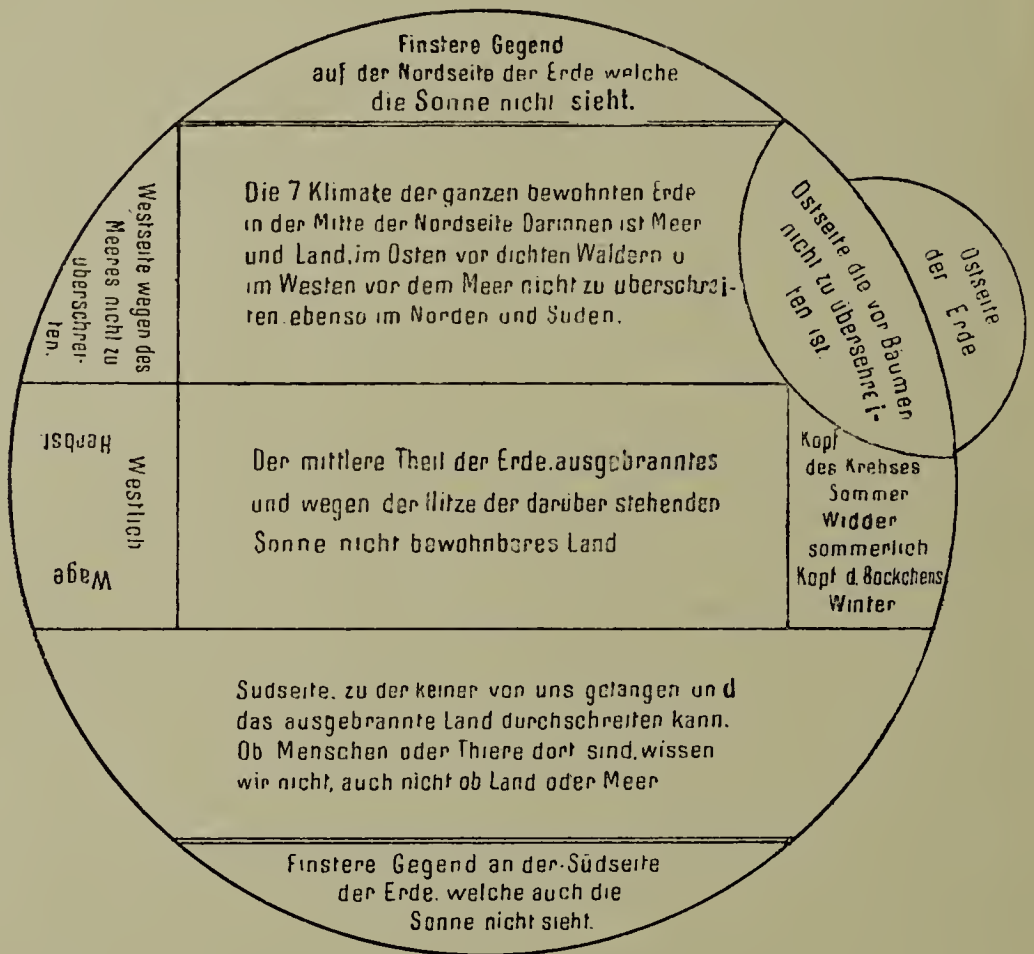 Finstere Gegend
auf der Nordseite der Erde welche
die Sonne nicht sieht.
Westseite wegen des
Meeres nicht zu
uberschrei-
ten.
Die 7 Klimate der ganzen bewohnten Erde
in der Mitte der Nordseite Darinnen ist Meer
und Land, im Osten vor dichten Waldern u
im Westen vor dem Meer nicht zu uberschrei-
ten. ebenso im Norden und Suden.
Ostseite die vor Bäumen
nicht zu übersehrei-
ten ist.
Ostseite
der Erde
Herbst.
Westlich
Wage
Der mittlere Theil der Erde. ausgebranntes
und wegen der Hitze der darüber stehenden
Sonne nicht bewohnbares Land
Kopf
des Krebses
Sommer
Widder
sommerlich
Kopf d. Bockchens
Winter
Sudseite. zu der keiner von uns gelangen und
das ausgebrannte Land durchschreiten kann.
Ob Menschen oder Thiere dort sind, wissen
wir nicht, auch nicht ob Land oder Meer
Finstere Gegend an der Südseite
der Erde. welche auch die
Sonne nicht sieht.